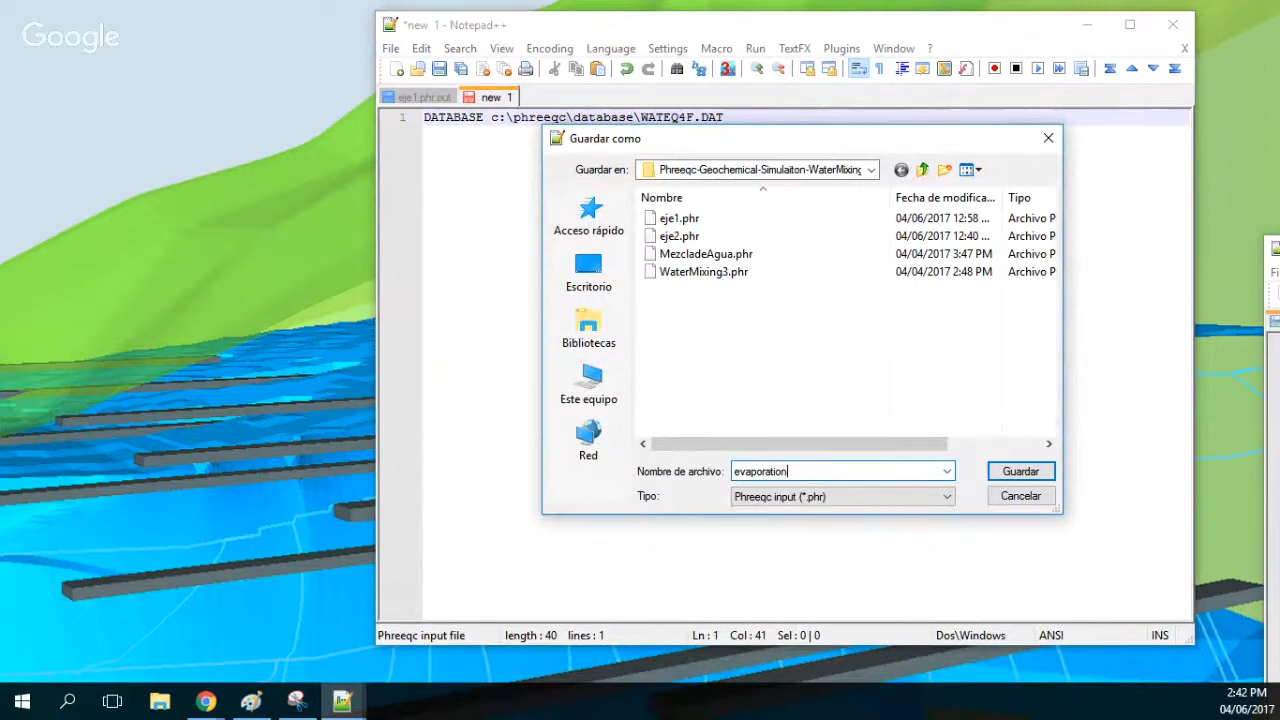 Google
*new 1 - Notepad++
File Edit Search View Encoding Language Settings Macro Run TextFX Plugins Window ? X
eje1.phr.out new 1
1 DATABASE c:\phreeqc\database\WATEQ4F.DAT
Guardar como
Guardar en: Phreeqc-Geochemical-Simulaiton-WaterMixing
Nombre Fecha de modifica... Tipo
eje1.phr 04/06/2017 12:58 ... Archivo P
eje2.phr 04/06/2017 12:40 ... Archivo P
MezcladeAgua.phr 04/04/2017 3:47 PM Archivo P
WaterMixing3.phr 04/04/2017 2:48 PM Archivo P
Acceso rápido
Escritorio
Bibliotecas
Este equipo
Red
Nombre de archivo: evaporation Guardar
Tipo: Phreeqc input (*.phr) Cancelar
Phreeqc input file length : 40 lines : 1 Ln : 1 Col : 41 Sel : 0 | 0 Dos\Windows ANSI INS
2:42 PM
04/06/2017